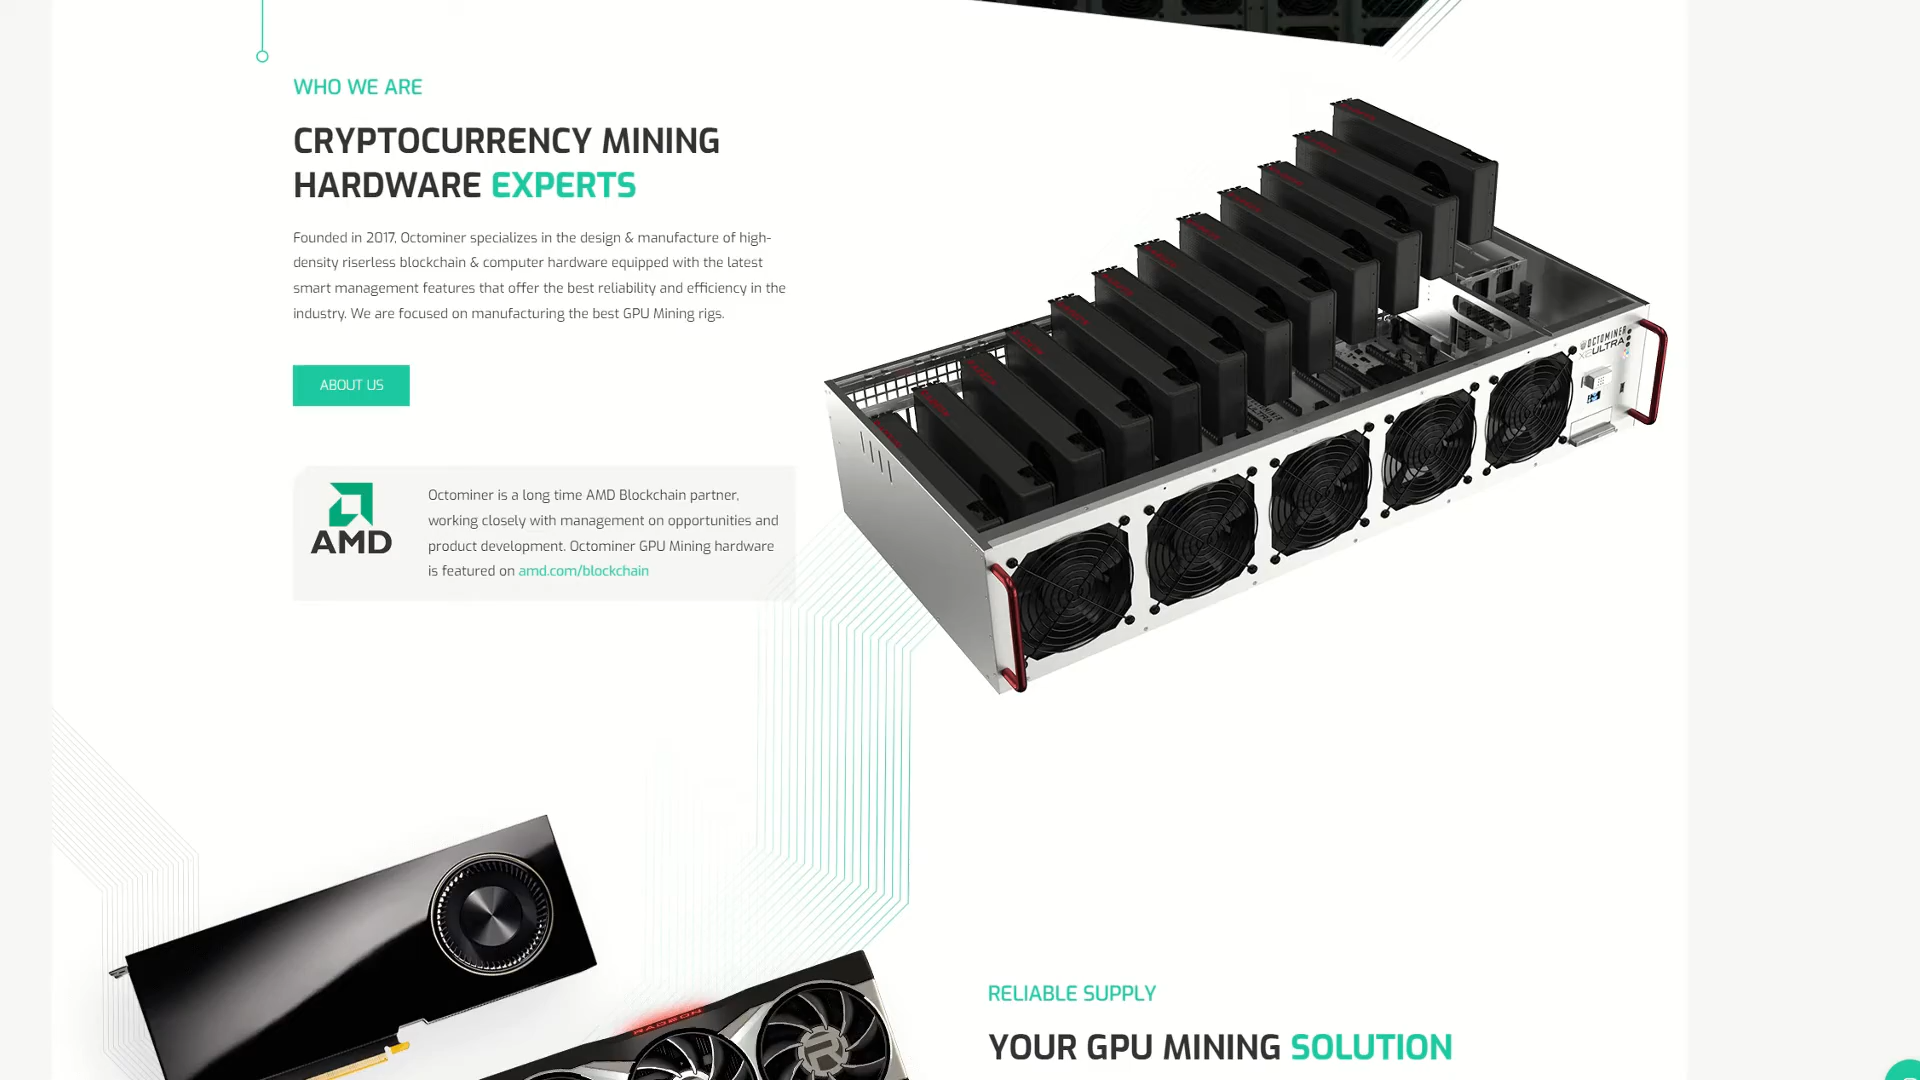 WHO WE ARE
CRYPTOCURRENCY MINING
HARDWARE EXPERTS
Founded in 2017, Octominer specializes in the design & manufacture of high-
density riserless blockchain & computer hardware equipped with the latest
smart management features that offer the best reliability and efficiency in the
industry. We are focused on manufacturing the best GPU Mining rigs.
ABOUT US
AMD
Octominer is a long time AMD Blockchain partner,
working closely with management on opportunities and
product development. Octominer GPU Mining hardware
is featured on amd.com/blockchain
OCTOMINER
ULTRA
RADEON
RELIABLE SUPPLY
YOUR GPU MINING SOLUTION